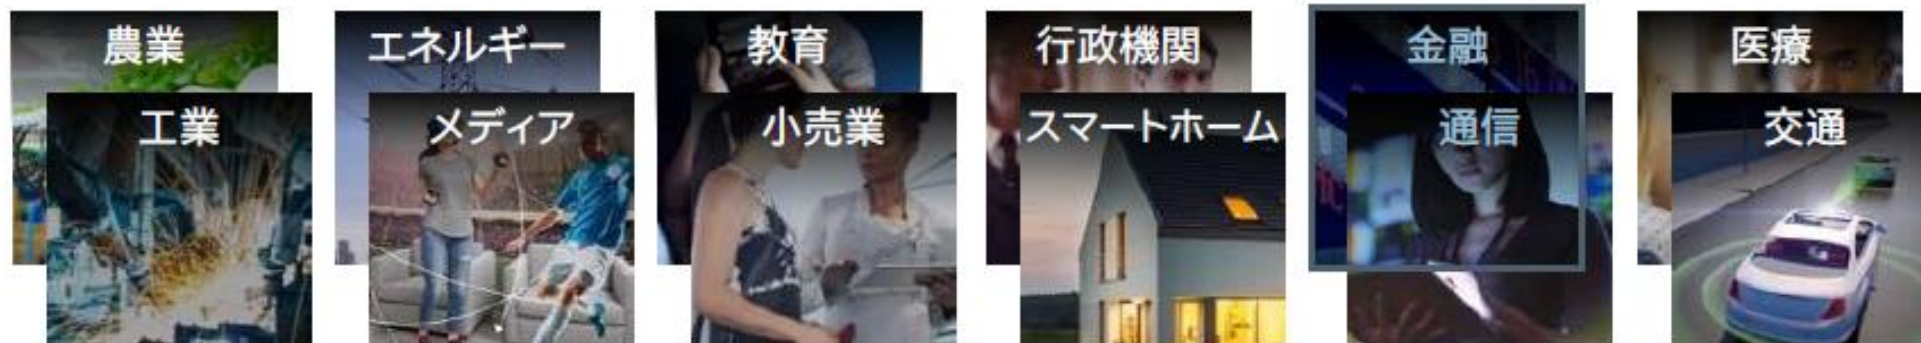 農業
エネルギー
教育
行政機関
金融
医療
工業
メディア
小売業
スマートホーム
通信
交通